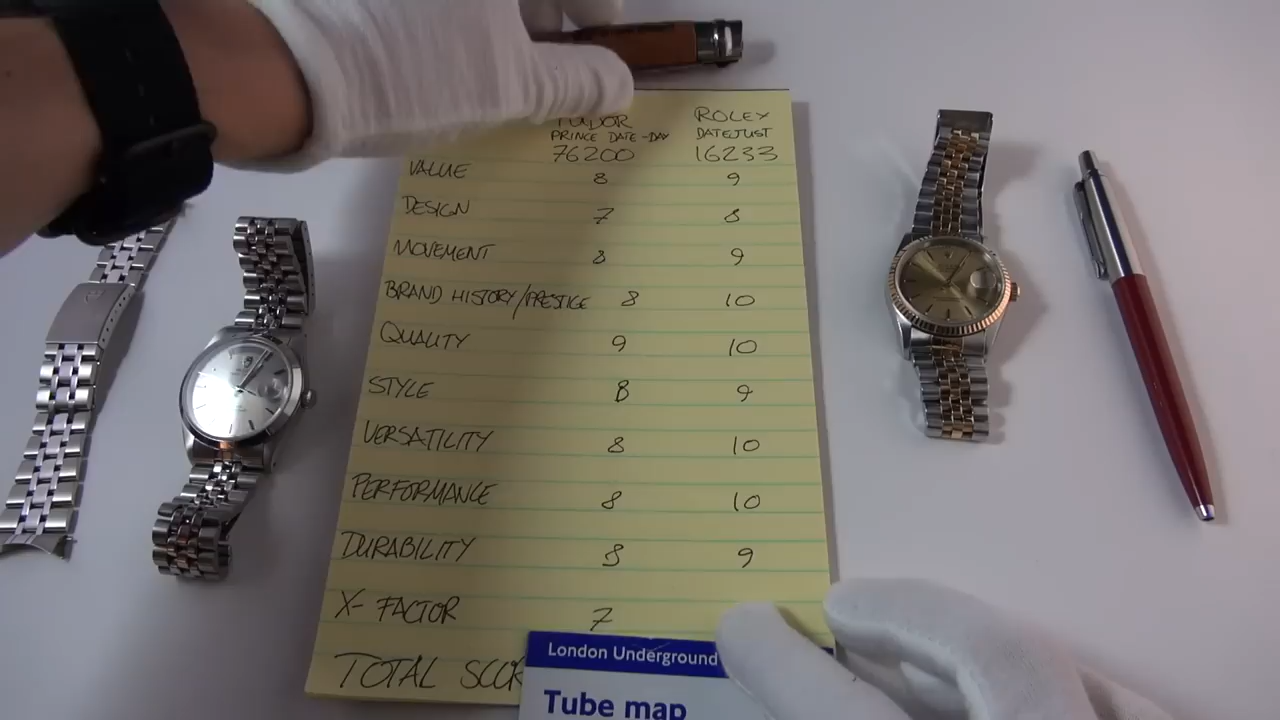 TUDOR ROLEX
PRINCE DATE-DAY DATEJUST
76200 16233
VALUE 8 9
DESIGN 7 8
MOVEMENT 8 9
BRAND HISTORY/PRESTIGE 8 10
QUALITY 9 10
STYLE 8 9
VERSATILITY 8 10
PERFORMANCE 8 10
DURABILITY 8 9
X-FACTOR 7
TOTAL SCOR
London Underground
Tube map